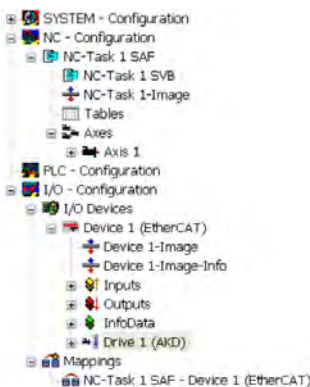 SYSTEM - Configuration
NC - Configuration
NC-Task 1 SAF
NC-Task 1 SVB
NC-Task 1-Image
Tables
Axes
Axis 1
PLC - Configuration
I/O - Configuration
I/O Devices
Device 1 (EtherCAT)
Device 1-Image
Device 1-Image-Info
Inputs
Outputs
InfoData
Drive 1 (AKD)
Mappings
NC-Task 1 SAF - Device 1 (EtherCAT)